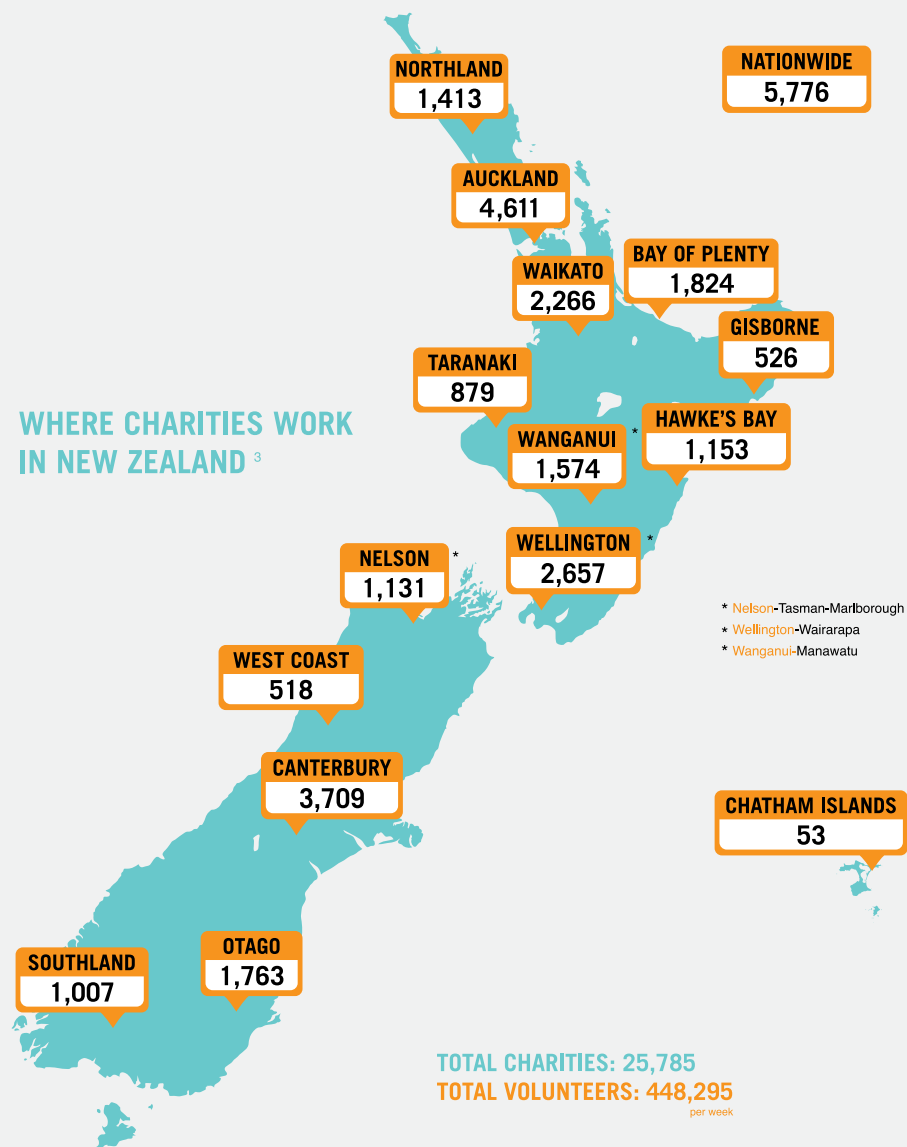 NORTHLAND
1,413
NATIONWIDE
5,776
AUCKLAND
4,611
BAY OF PLENTY
1,824
WAIKATO
2,266
GISBORNE
526
TARANAKI
879
WHERE CHARITIES WORK
IN NEW ZEALAND 3
HAWKE'S BAY
1,153
WANGANUI *
1,574
WELLINGTON *
2,657
NELSON *
1,131
* Nelson-Tasman-Marlborough
* Wellington-Wairarapa
* Wanganui-Manawatu
WEST COAST
518
CANTERBURY
3,709
CHATHAM ISLANDS
53
OTAGO
1,763
SOUTHLAND
1,007
TOTAL CHARITIES: 25,785
TOTAL VOLUNTEERS: 448,295
per week